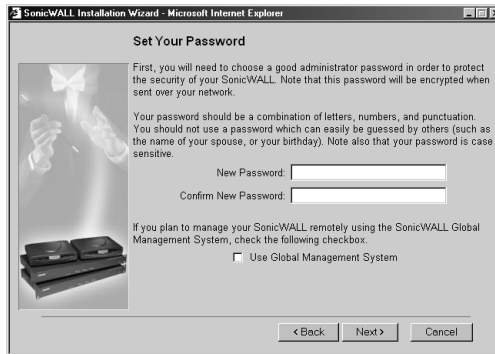 SonicWALL Installation Wizard - Microsoft Internet Explorer
Set Your Password
First, you will need to choose a good administrator password in order to protect
the security of your SonicWALL. Note that this password will be encrypted when
sent over your network.
Your password should be a combination of letters, numbers, and punctuation.
You should not use a password which can easily be guessed by others (such as
the name of your spouse, or your birthday). Note also that your password is case
sensitive.
New Password:
Confirm New Password:
If you plan to manage your SonicWALL remotely using the SonicWALL Global
Management System, check the following checkbox.
Use Global Management System
< Back
Next >
Cancel